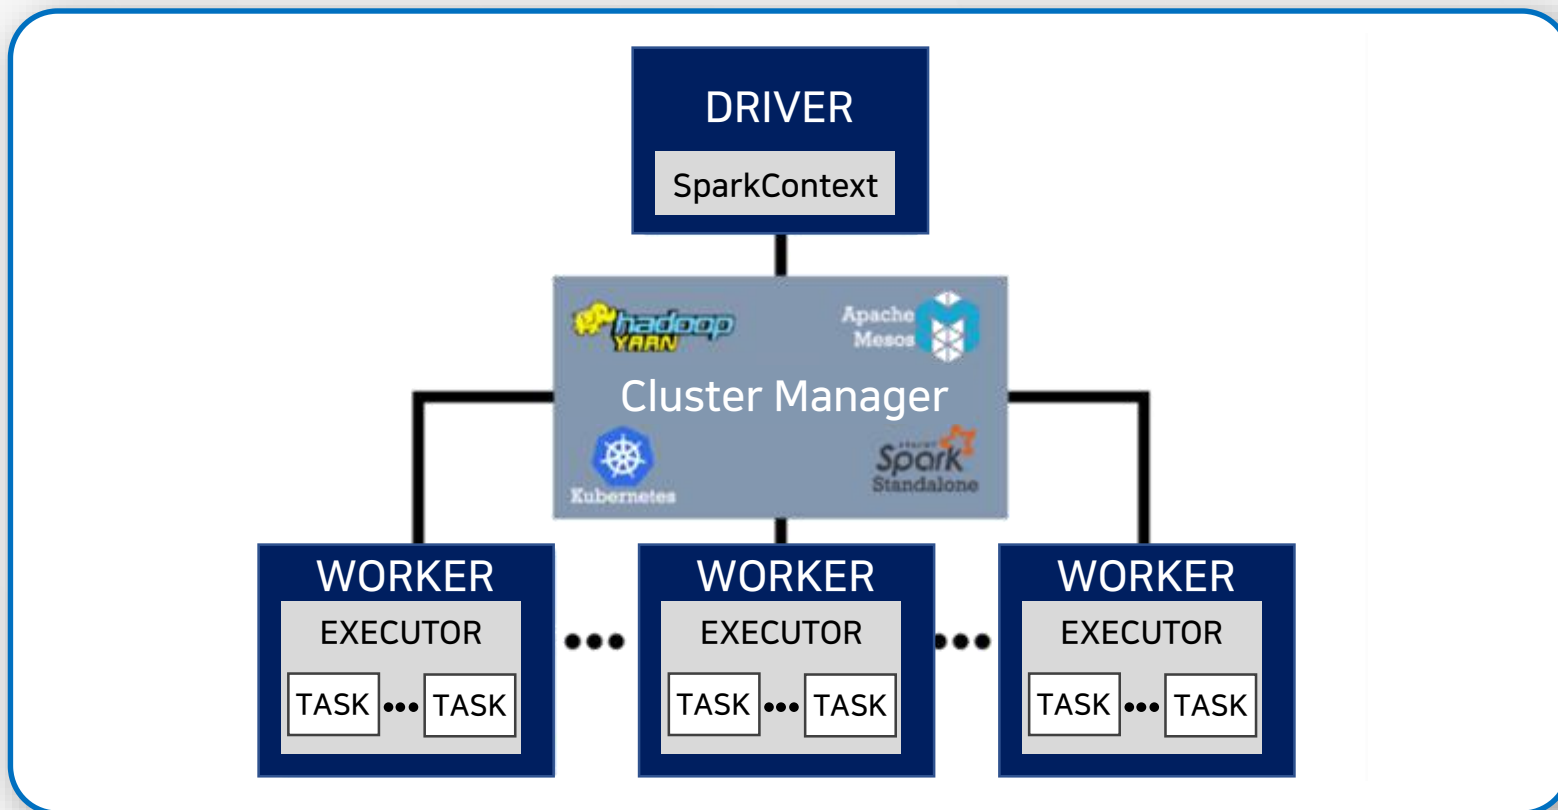 DRIVER
SparkContext
hadoop
YARN
Apache
Mesos
Cluster Manager
Kubernetes
APACHE
Spark
Standalone
WORKER
EXECUTOR
TASK ••• TASK
•••
WORKER
EXECUTOR
TASK ••• TASK
•••
WORKER
EXECUTOR
TASK ••• TASK